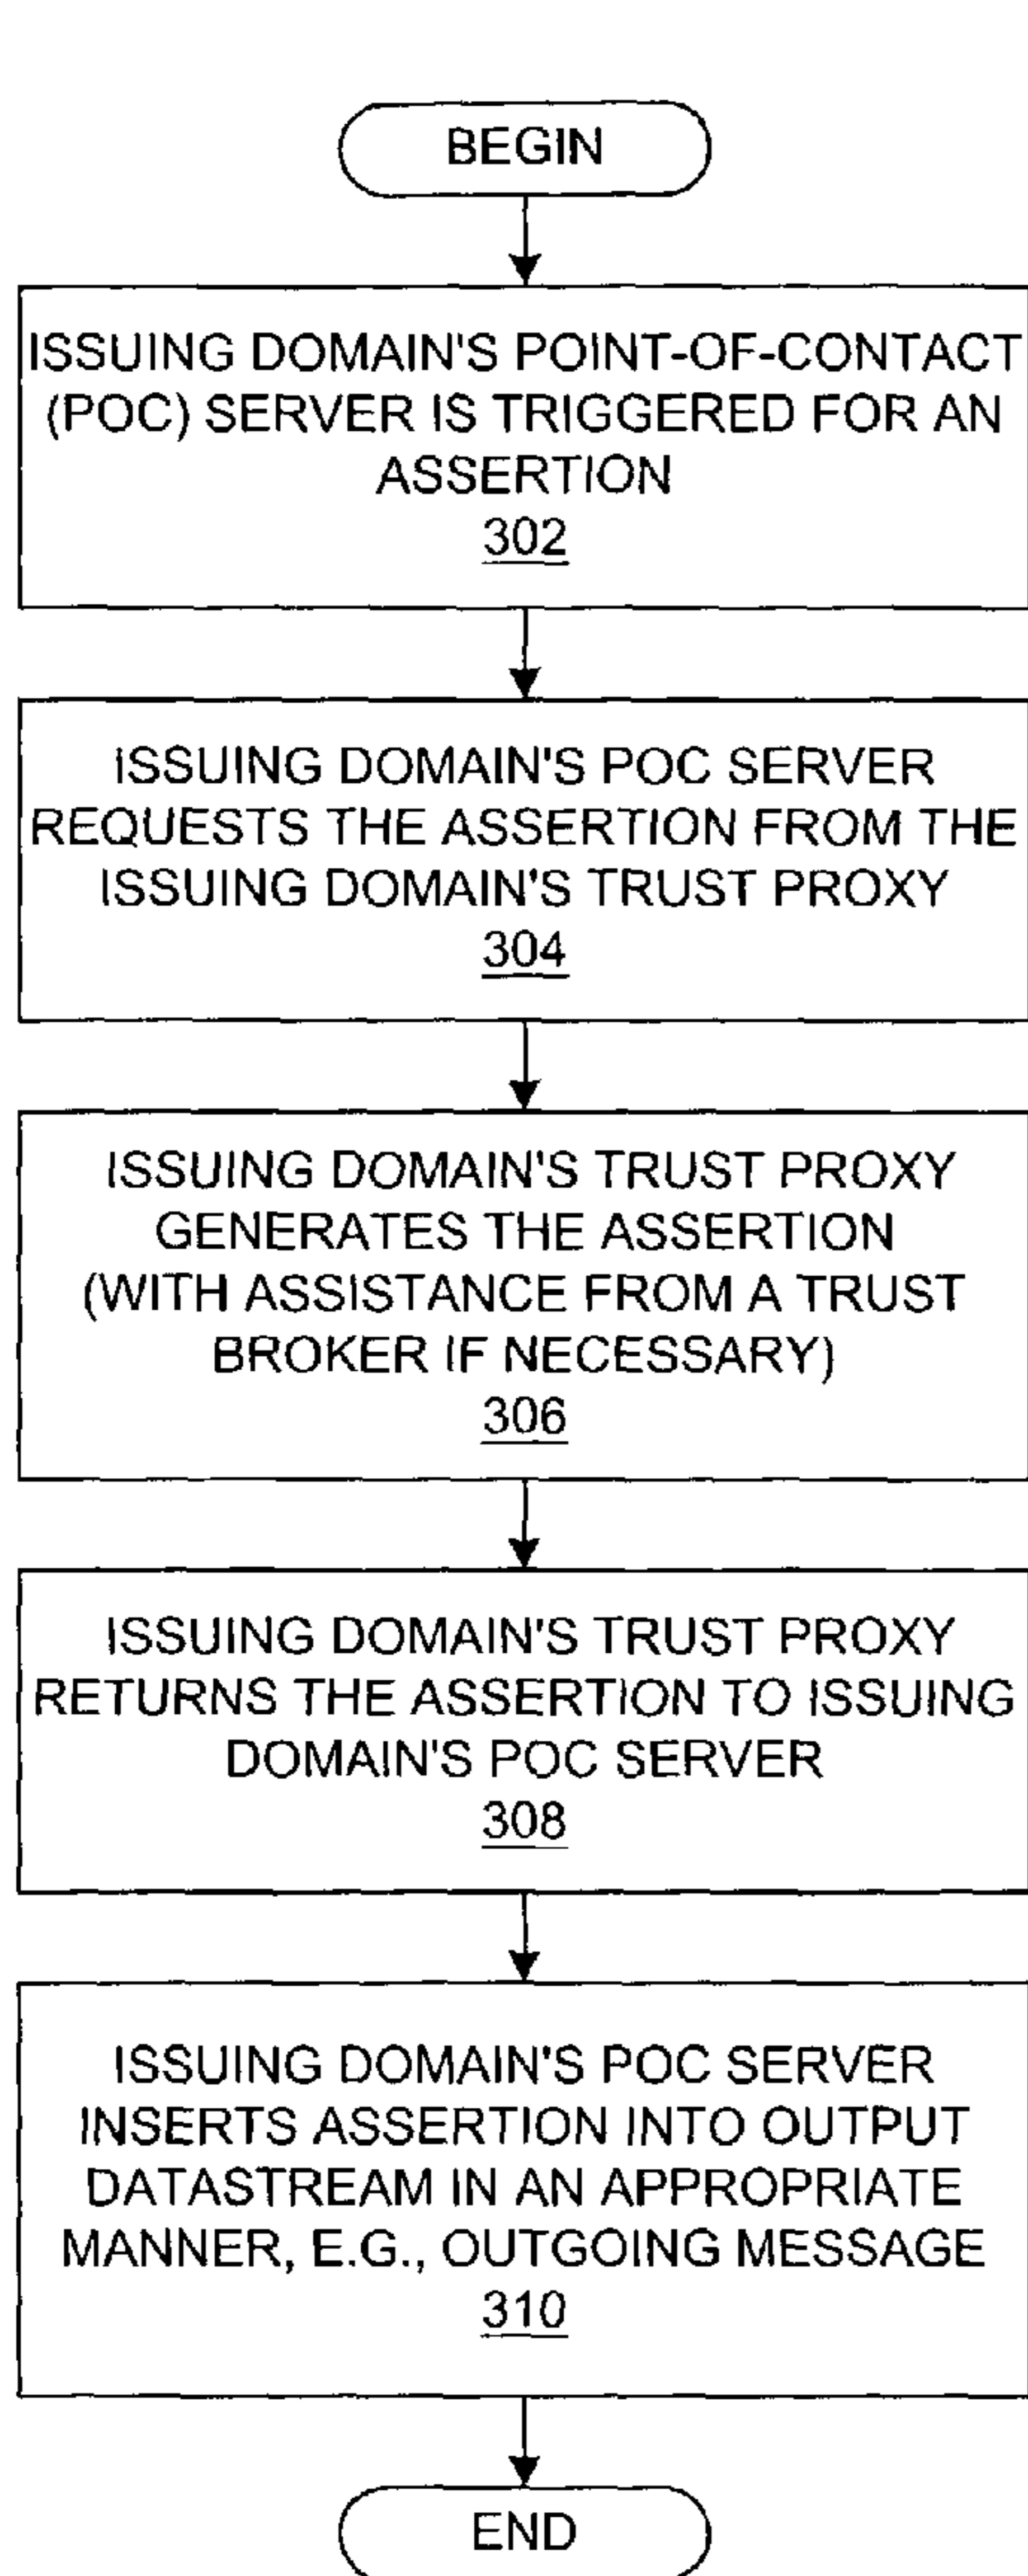 BEGIN
ISSUING DOMAIN'S POINT-OF-CONTACT
(POC) SERVER IS TRIGGERED FOR AN
ASSERTION
302
ISSUING DOMAIN'S POC SERVER
REQUESTS THE ASSERTION FROM THE
ISSUING DOMAIN'S TRUST PROXY
304
ISSUING DOMAIN'S TRUST PROXY
GENERATES THE ASSERTION
(WITH ASSISTANCE FROM A TRUST
BROKER IF NECESSARY)
306
ISSUING DOMAIN'S TRUST PROXY
RETURNS THE ASSERTION TO ISSUING
DOMAIN'S POC SERVER
308
ISSUING DOMAIN'S POC SERVER
INSERTS ASSERTION INTO OUTPUT
DATASTREAM IN AN APPROPRIATE
MANNER, E.G., OUTGOING MESSAGE
310
END